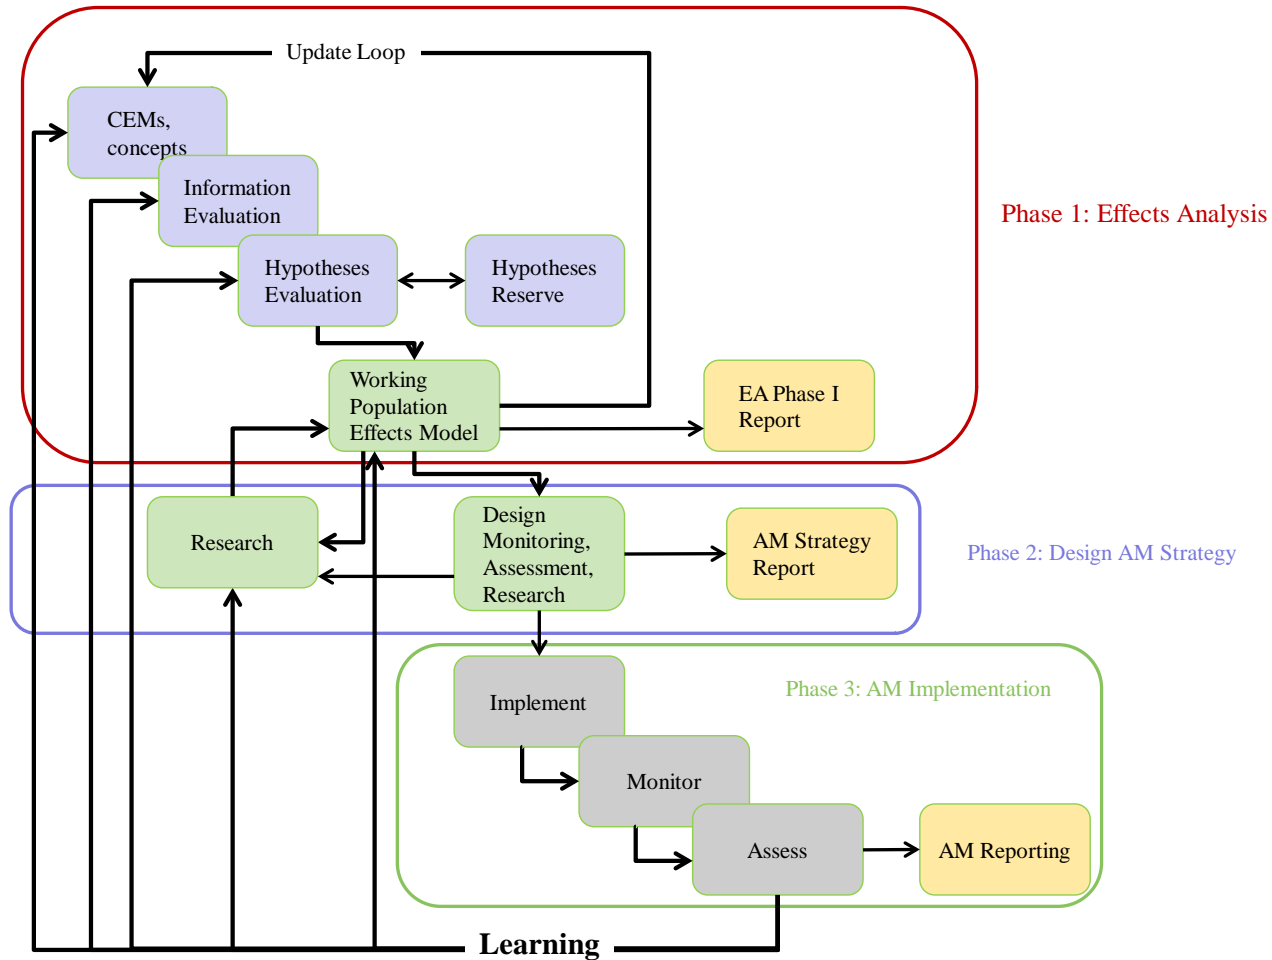 Update Loop
CEMs,
concepts
Information
Evaluation
Phase 1: Effects Analysis
Hypotheses
Evaluation
Hypotheses
Reserve
Working
Population
Effects Model
EA Phase I
Report
Research
Design
Monitoring,
Assessment,
Research
AM Strategy
Report
Phase 2: Design AM Strategy
Implement
Phase 3: AM Implementation
Monitor
Assess
AM Reporting
Learning